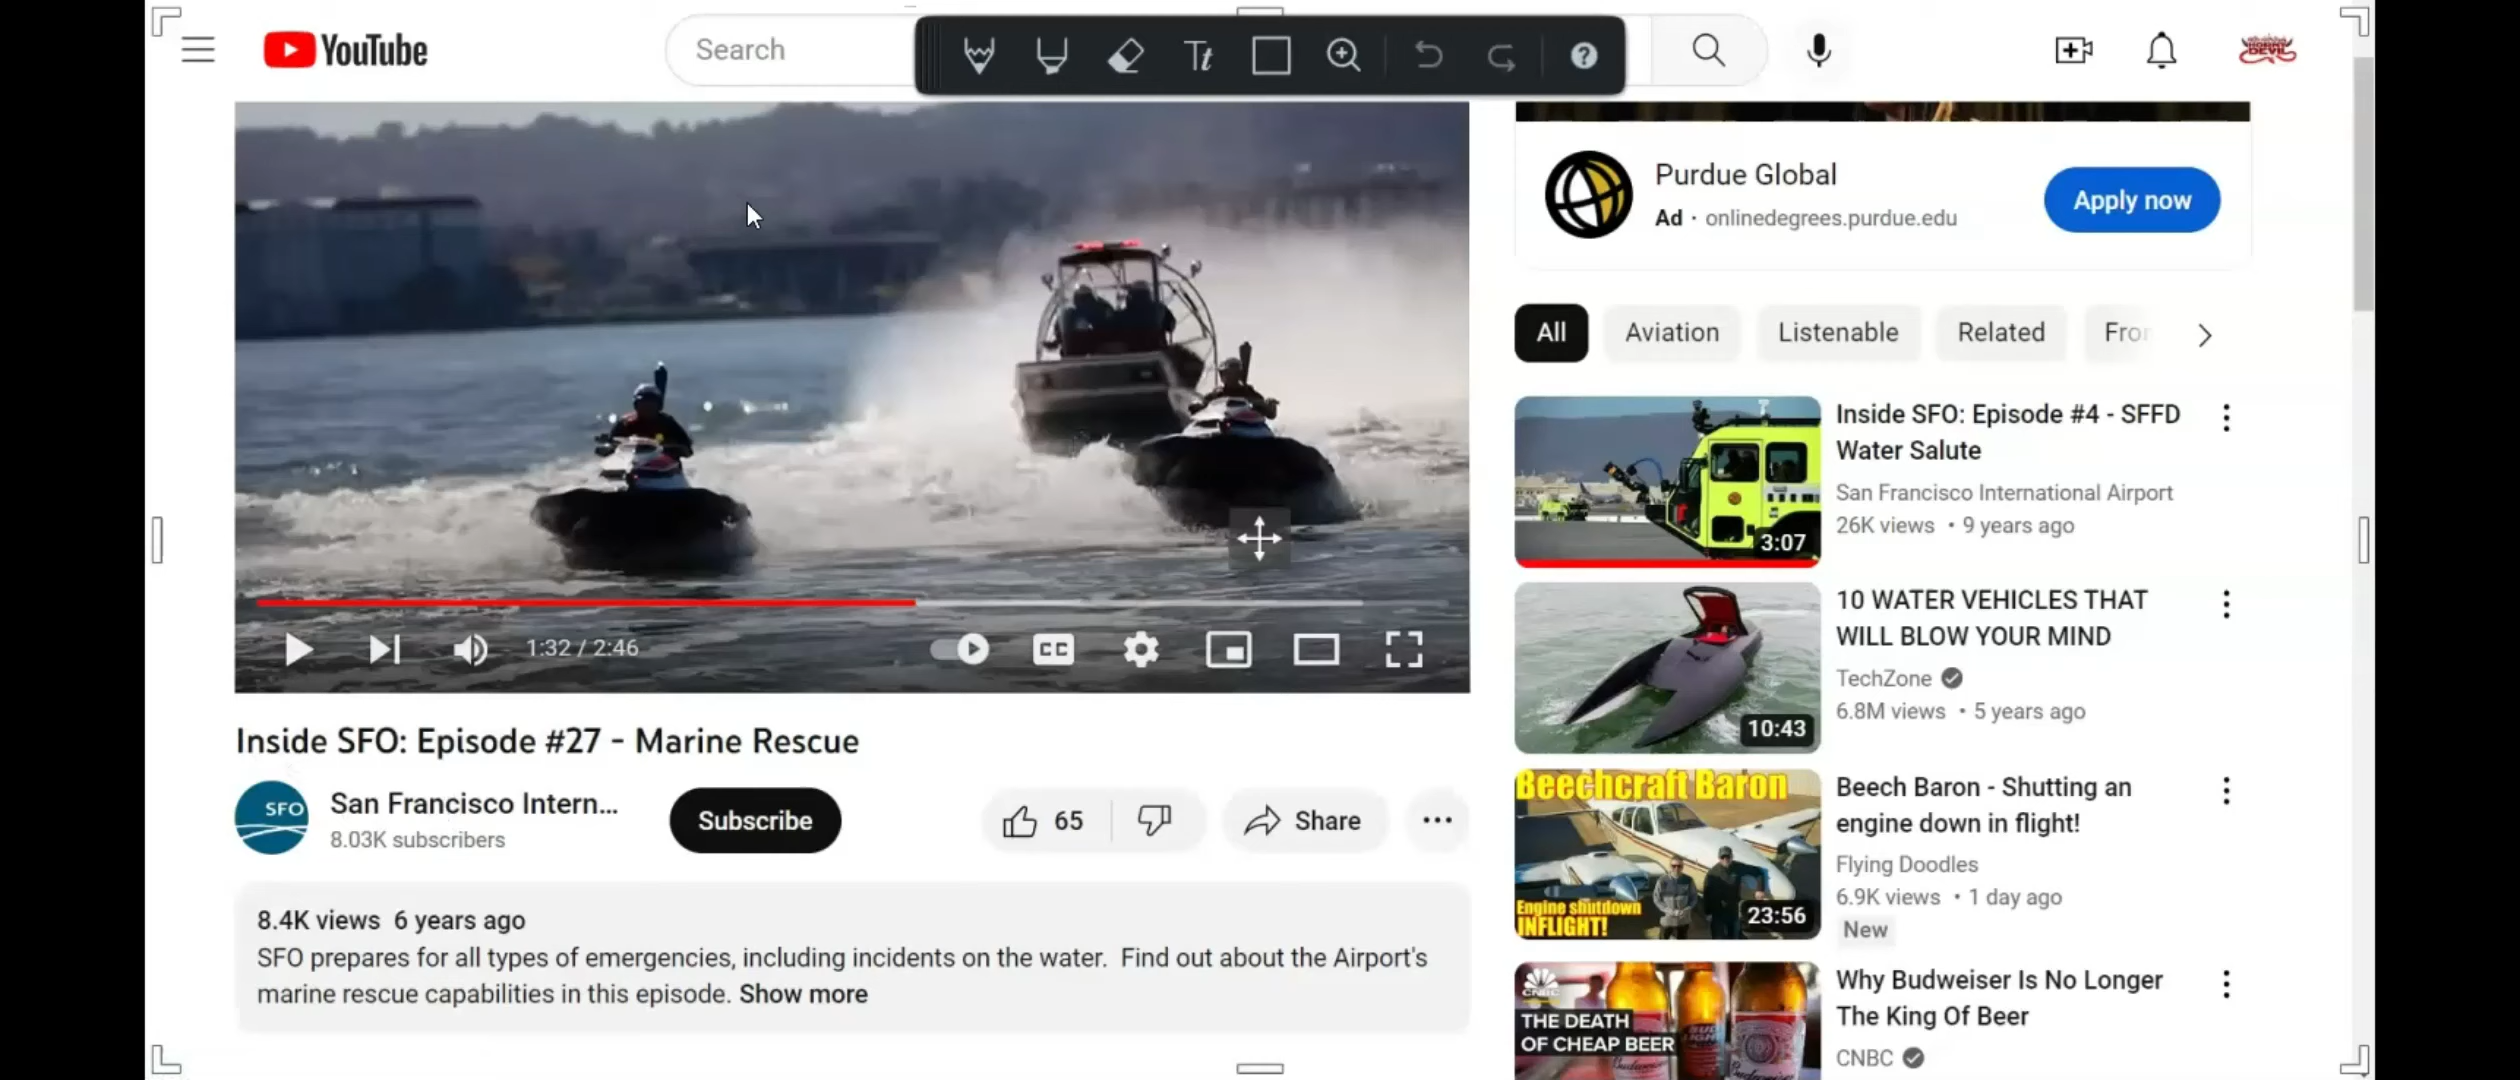 YouTube
Search
Tt
?
Purdue Global
Ad · onlinedegrees.purdue.edu
Apply now
All
Aviation
Listenable
Related
Fro
1:32 / 2:46
CC
Inside SFO: Episode #27 - Marine Rescue
SFO
San Francisco Intern...
8.03K subscribers
Subscribe
65
Share
8.4K views 6 years ago
SFO prepares for all types of emergencies, including incidents on the water. Find out about the Airport's
marine rescue capabilities in this episode. Show more
3:07
Inside SFO: Episode #4 - SFFD
Water Salute
San Francisco International Airport
26K views • 9 years ago
10:43
10 WATER VEHICLES THAT
WILL BLOW YOUR MIND
TechZone
6.8M views • 5 years ago
Beechcraft Baron
Engine shutdown
INFLIGHT!
23:56
Beech Baron - Shutting an
engine down in flight!
Flying Doodles
6.9K views • 1 day ago
New
CNBC
THE DEATH
OF CHEAP BEER
Budweiser
Why Budweiser Is No Longer
The King Of Beer
CNBC